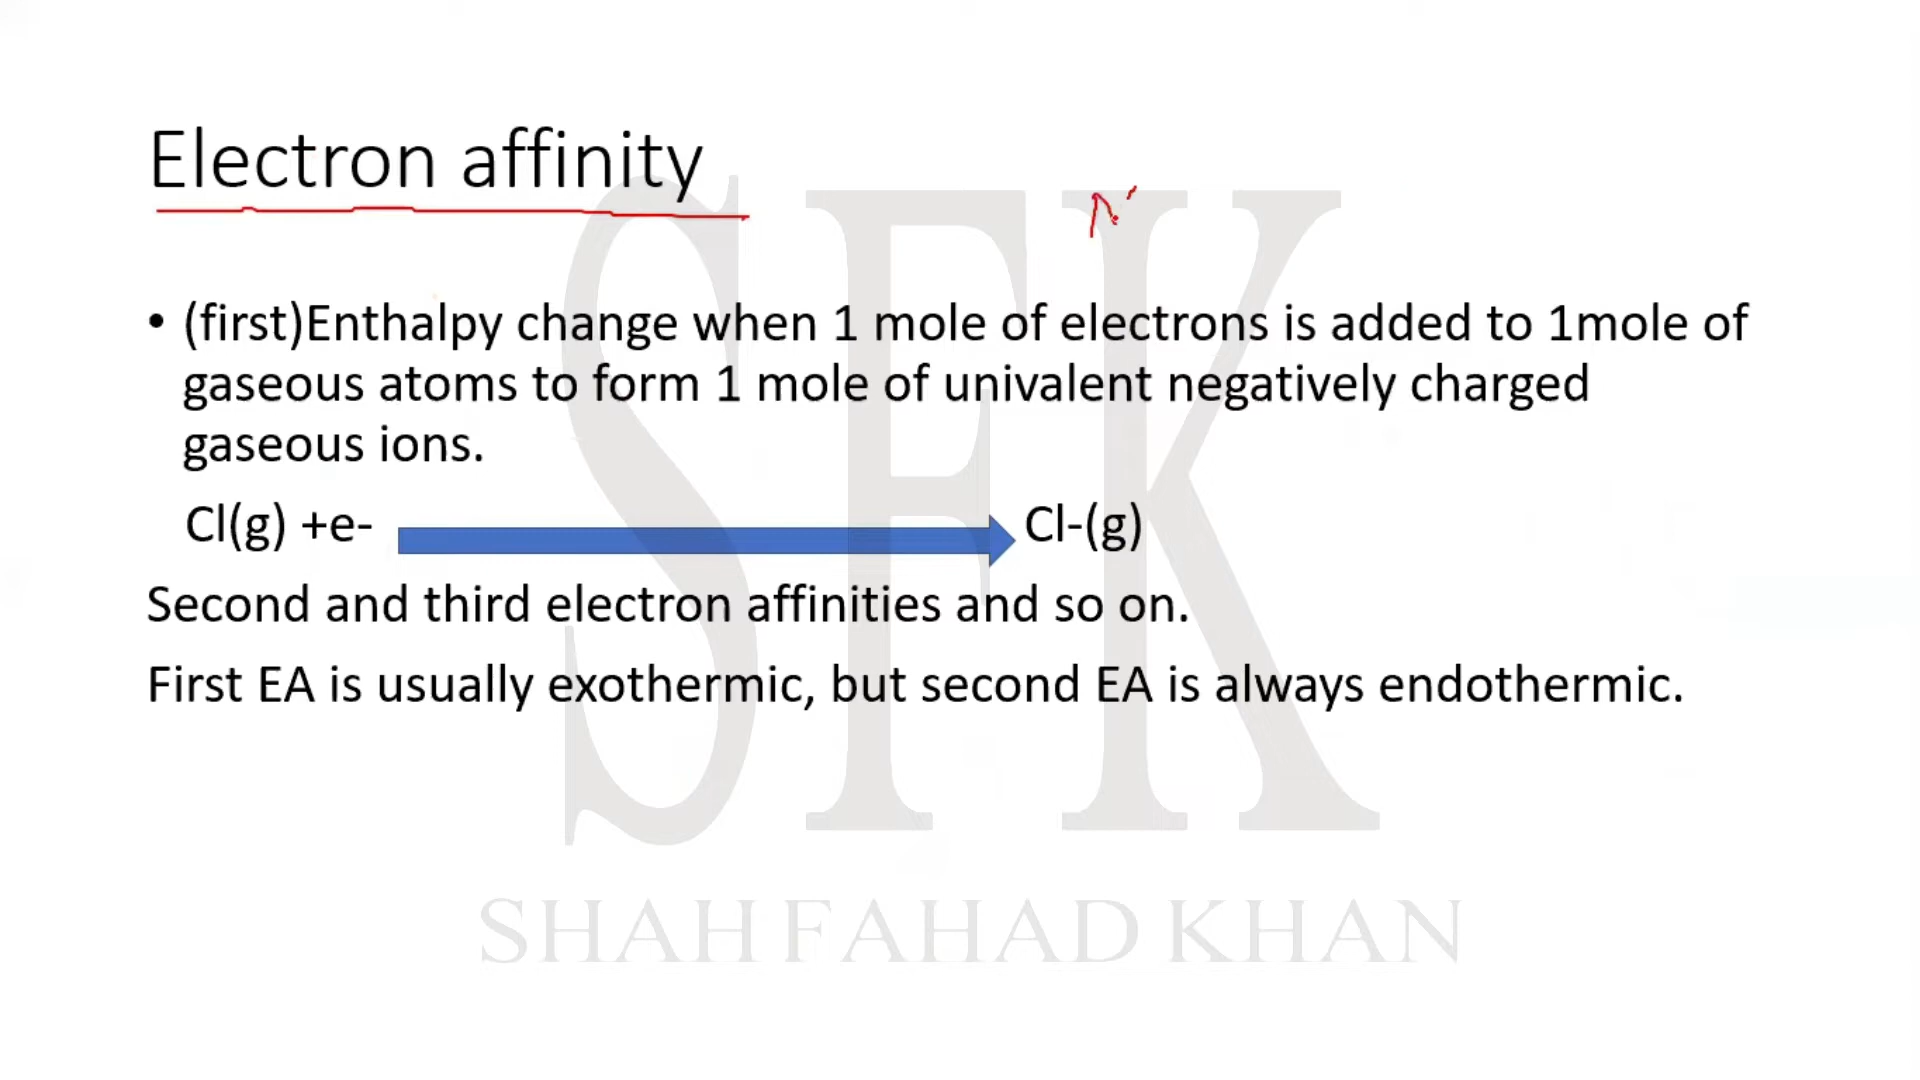 Electron affinity
• (first)Enthalpy change when 1 mole of electrons is added to 1mole of
gaseous atoms to form 1 mole of univalent negatively charged
gaseous ions.
Cl(g) +e- Cl-(g)
Second and third electron affinities and so on.
First EA is usually exothermic, but second EA is always endothermic.
SFK
SHAH FAHAD KHAN